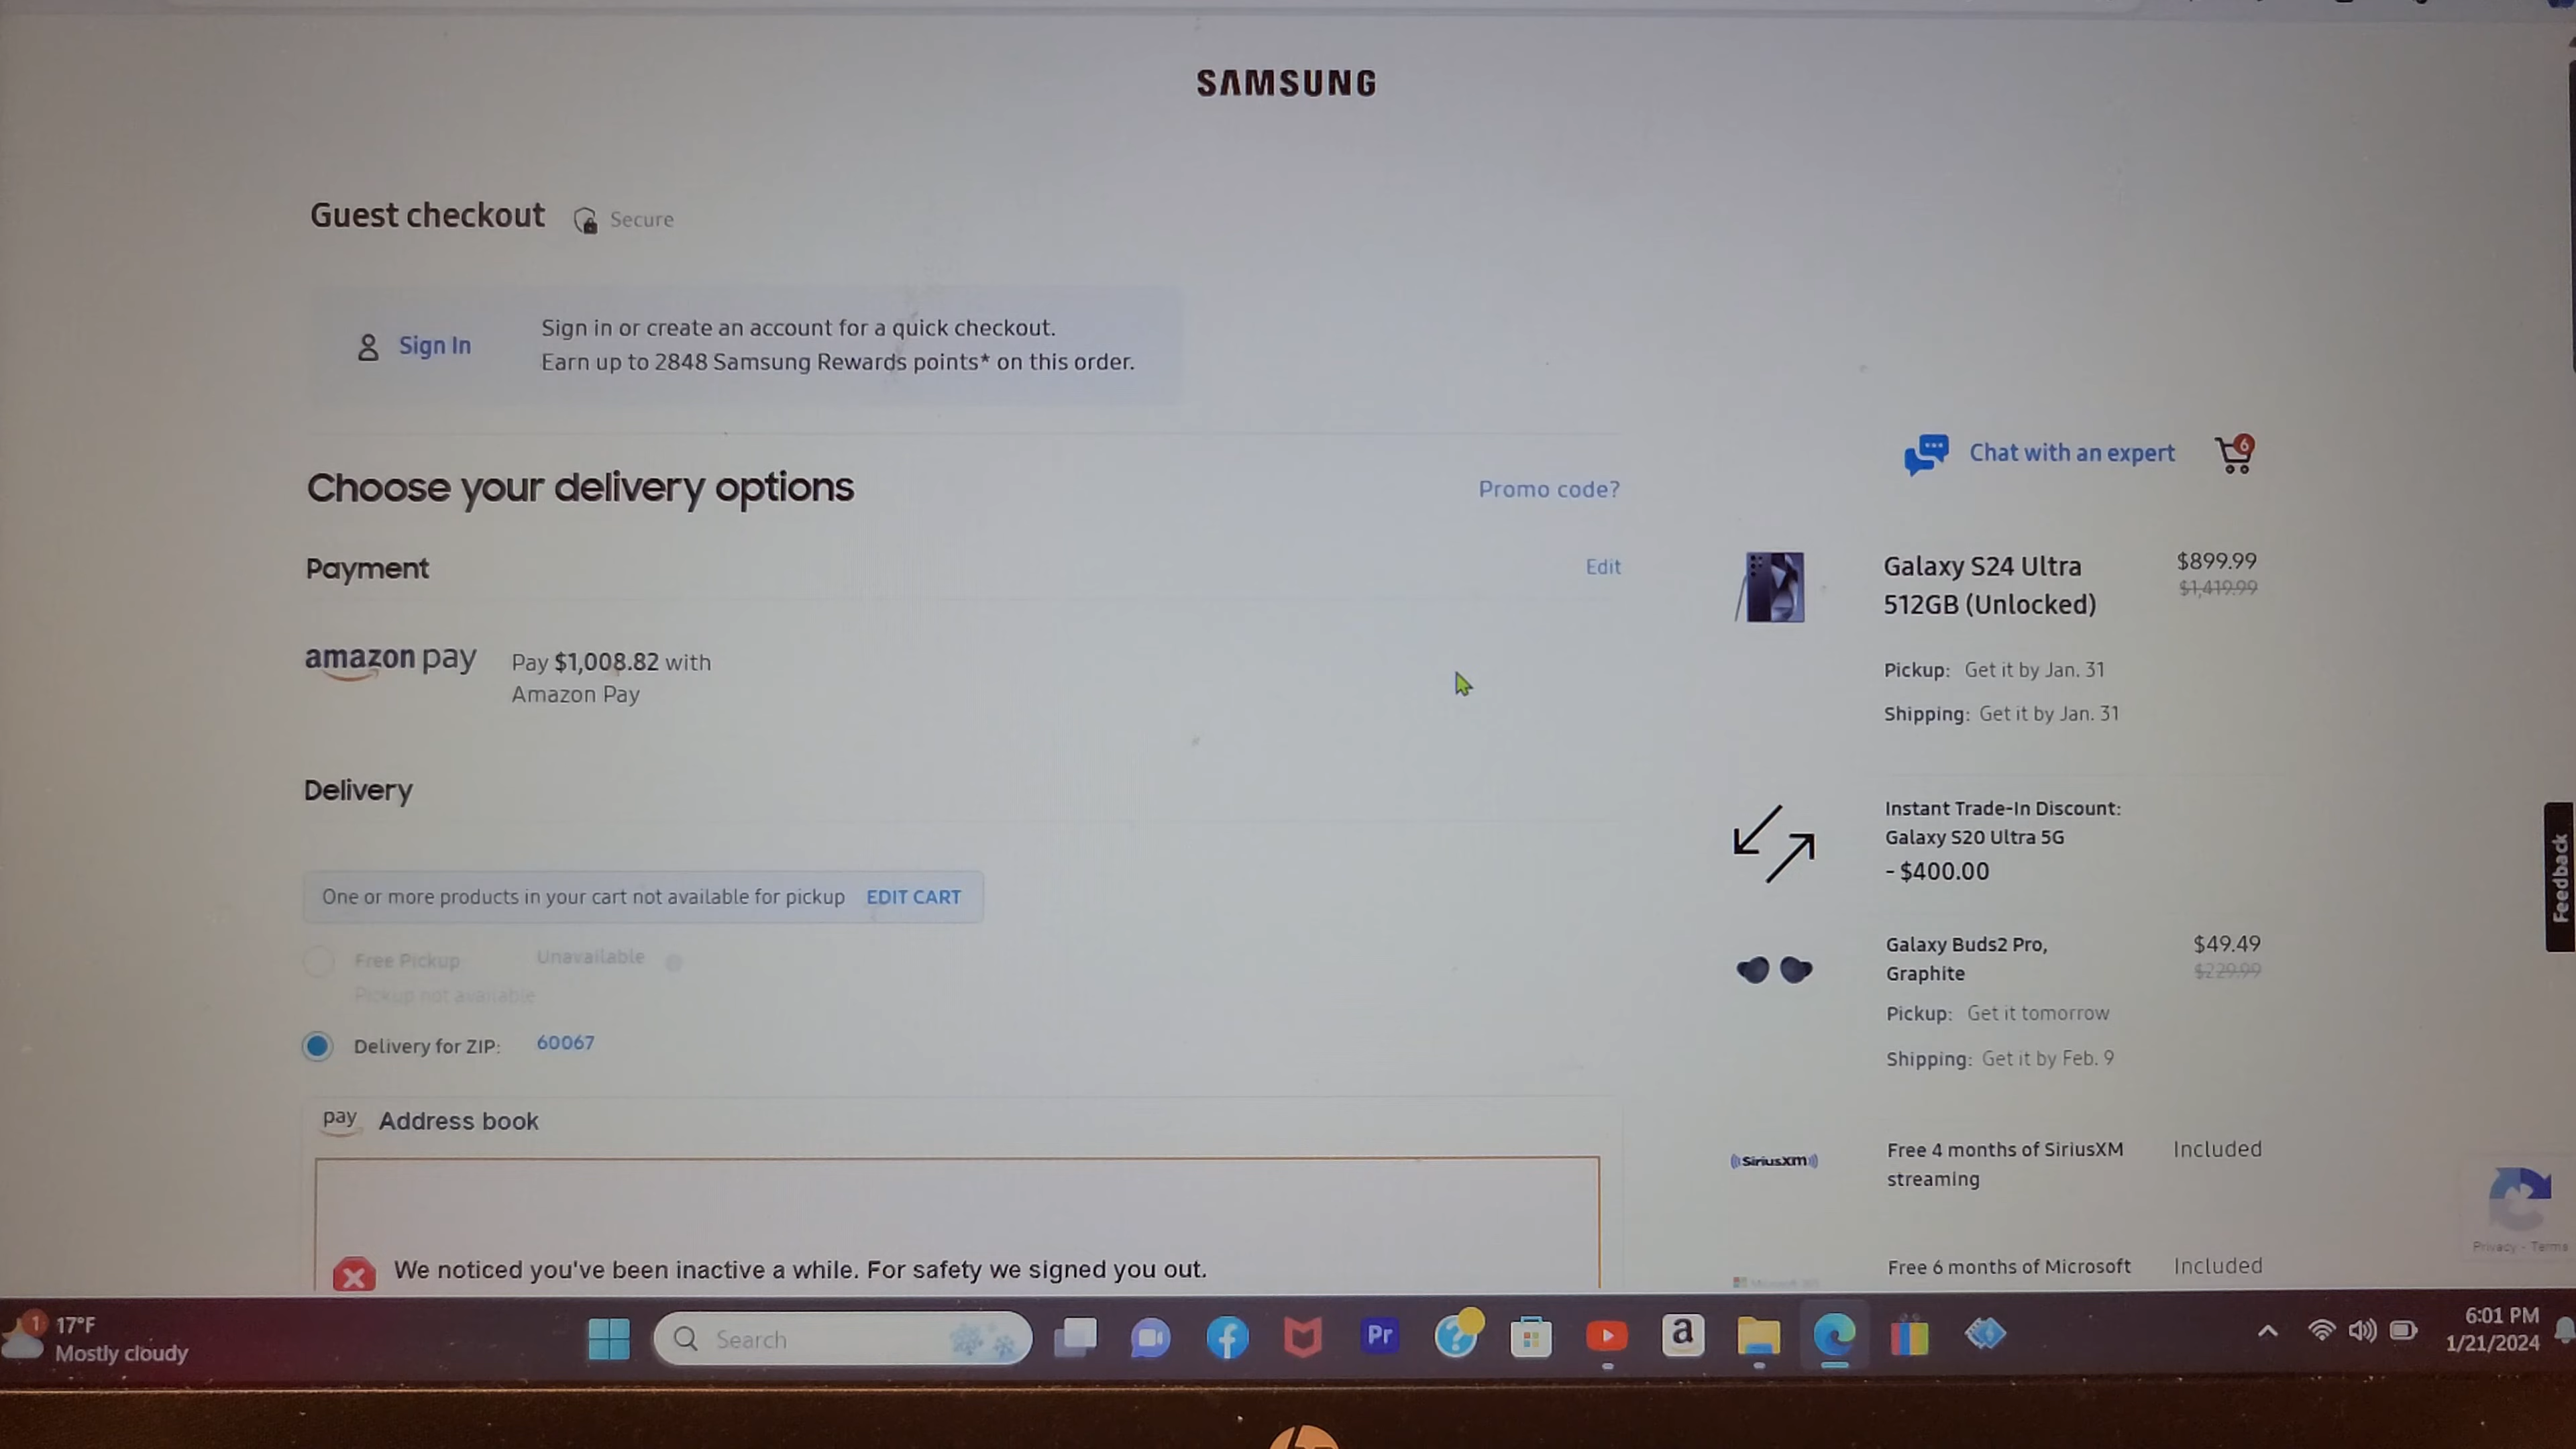 SAMSUNG
Guest checkout
Secure
Sign In
Sign in or create an account for a quick checkout.
Earn up to 2848 Samsung Rewards points* on this order.
Chat with an expert
6
Choose your delivery options
Promo code?
Payment
Edit
amazon pay
Pay $1,008.82 with
Amazon Pay
Delivery
One or more products in your cart not available for pickup EDIT CART
Free Pickup
Unavailable
Pickup not available
Delivery for ZIP:
60067
pay
Address book
We noticed you've been inactive a while. For safety we signed you out.
Galaxy S24 Ultra
512GB (Unlocked)
$899.99
$1,419.99
Pickup: Get it by Jan. 31
Shipping: Get it by Jan. 31
Instant Trade-In Discount:
Galaxy S20 Ultra 5G
- $400.00
Galaxy Buds2 Pro,
Graphite
$49.49
$229.99
Pickup: Get it tomorrow
Shipping: Get it by Feb. 9
SiriusXM
Free 4 months of SiriusXM
streaming
Included
Free 6 months of Microsoft
Included
Feedback
Privacy - Terms
1
17°F
Mostly cloudy
Search
Pr
a
6:01 PM
1/21/2024